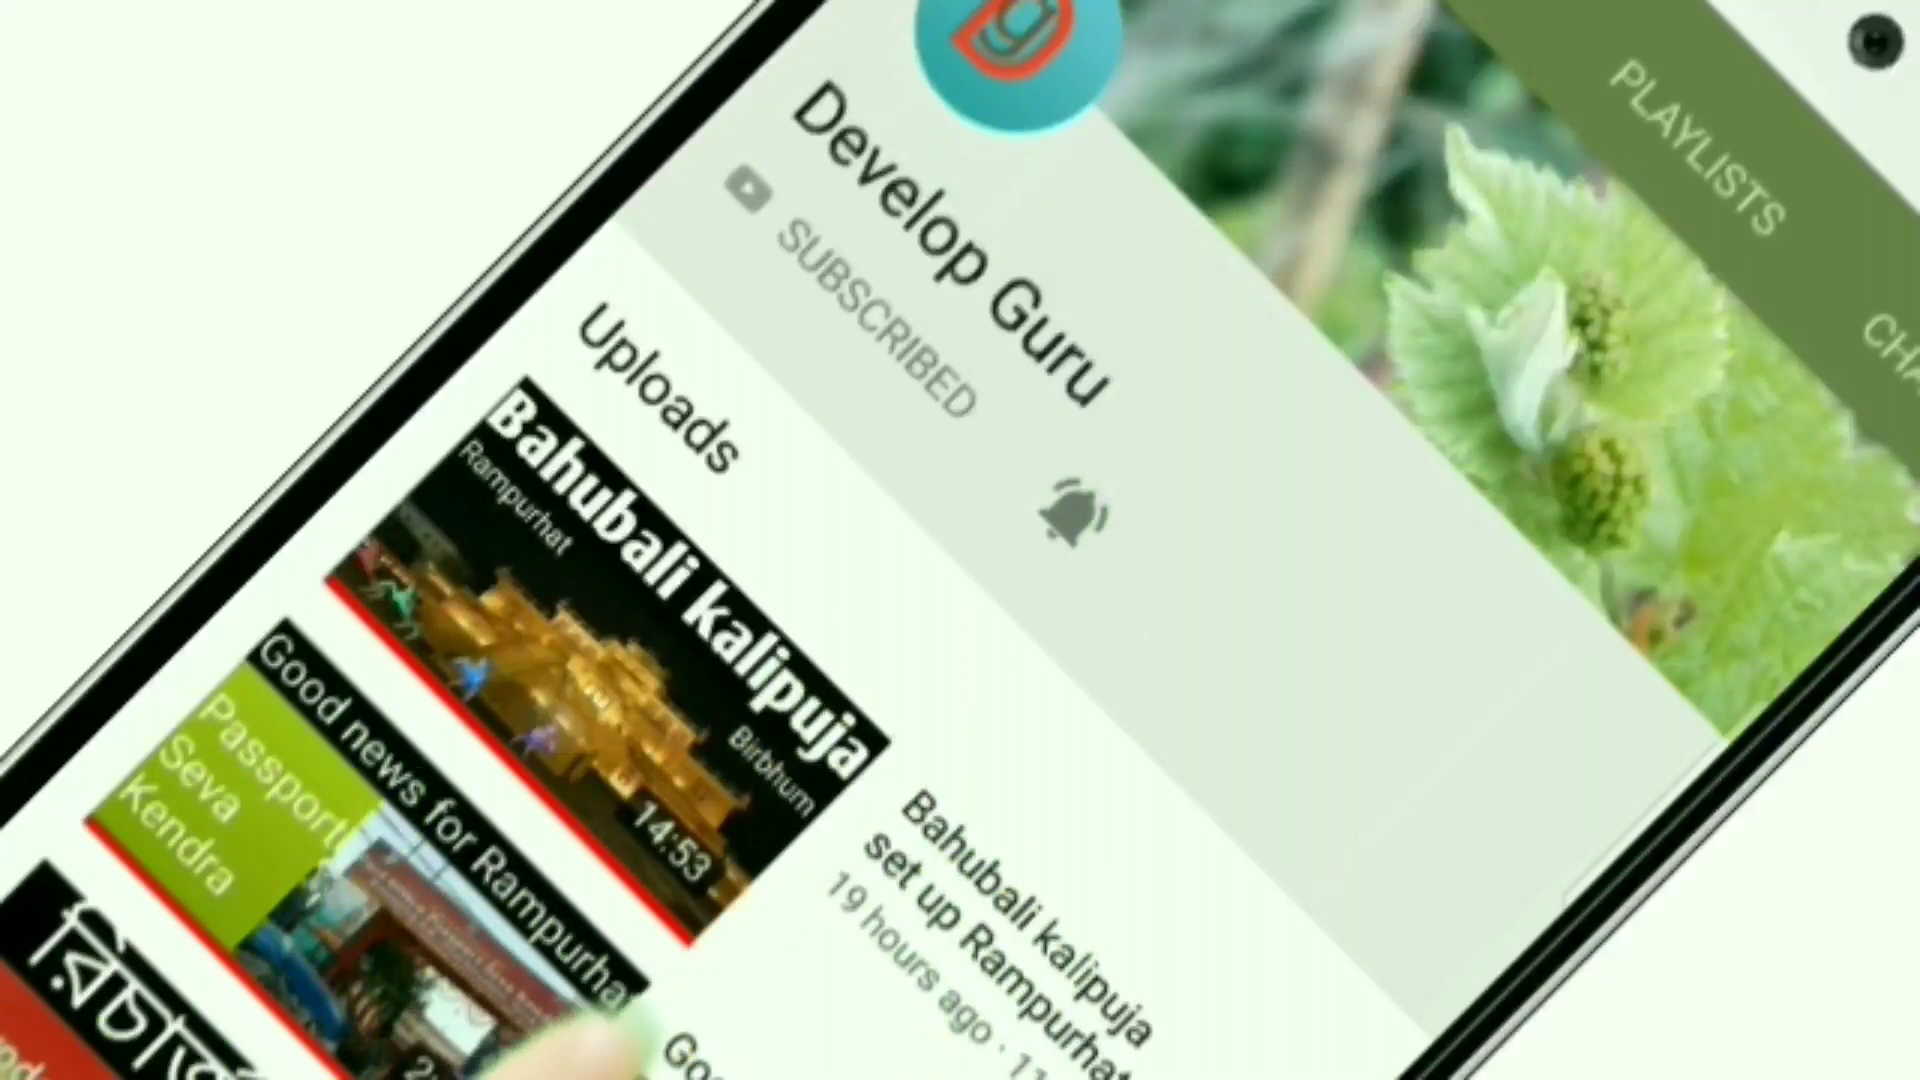 PLAYLISTS
Develop Guru
SUBSCRIBED
Uploads
Bahubali kalipuja
Rampurhat
Birbhum
14:53
Bahubali kalipuja
set up Rampurhat
19 hours ago ·
Good news for Rampurhat
Passport
Seva
Kendra